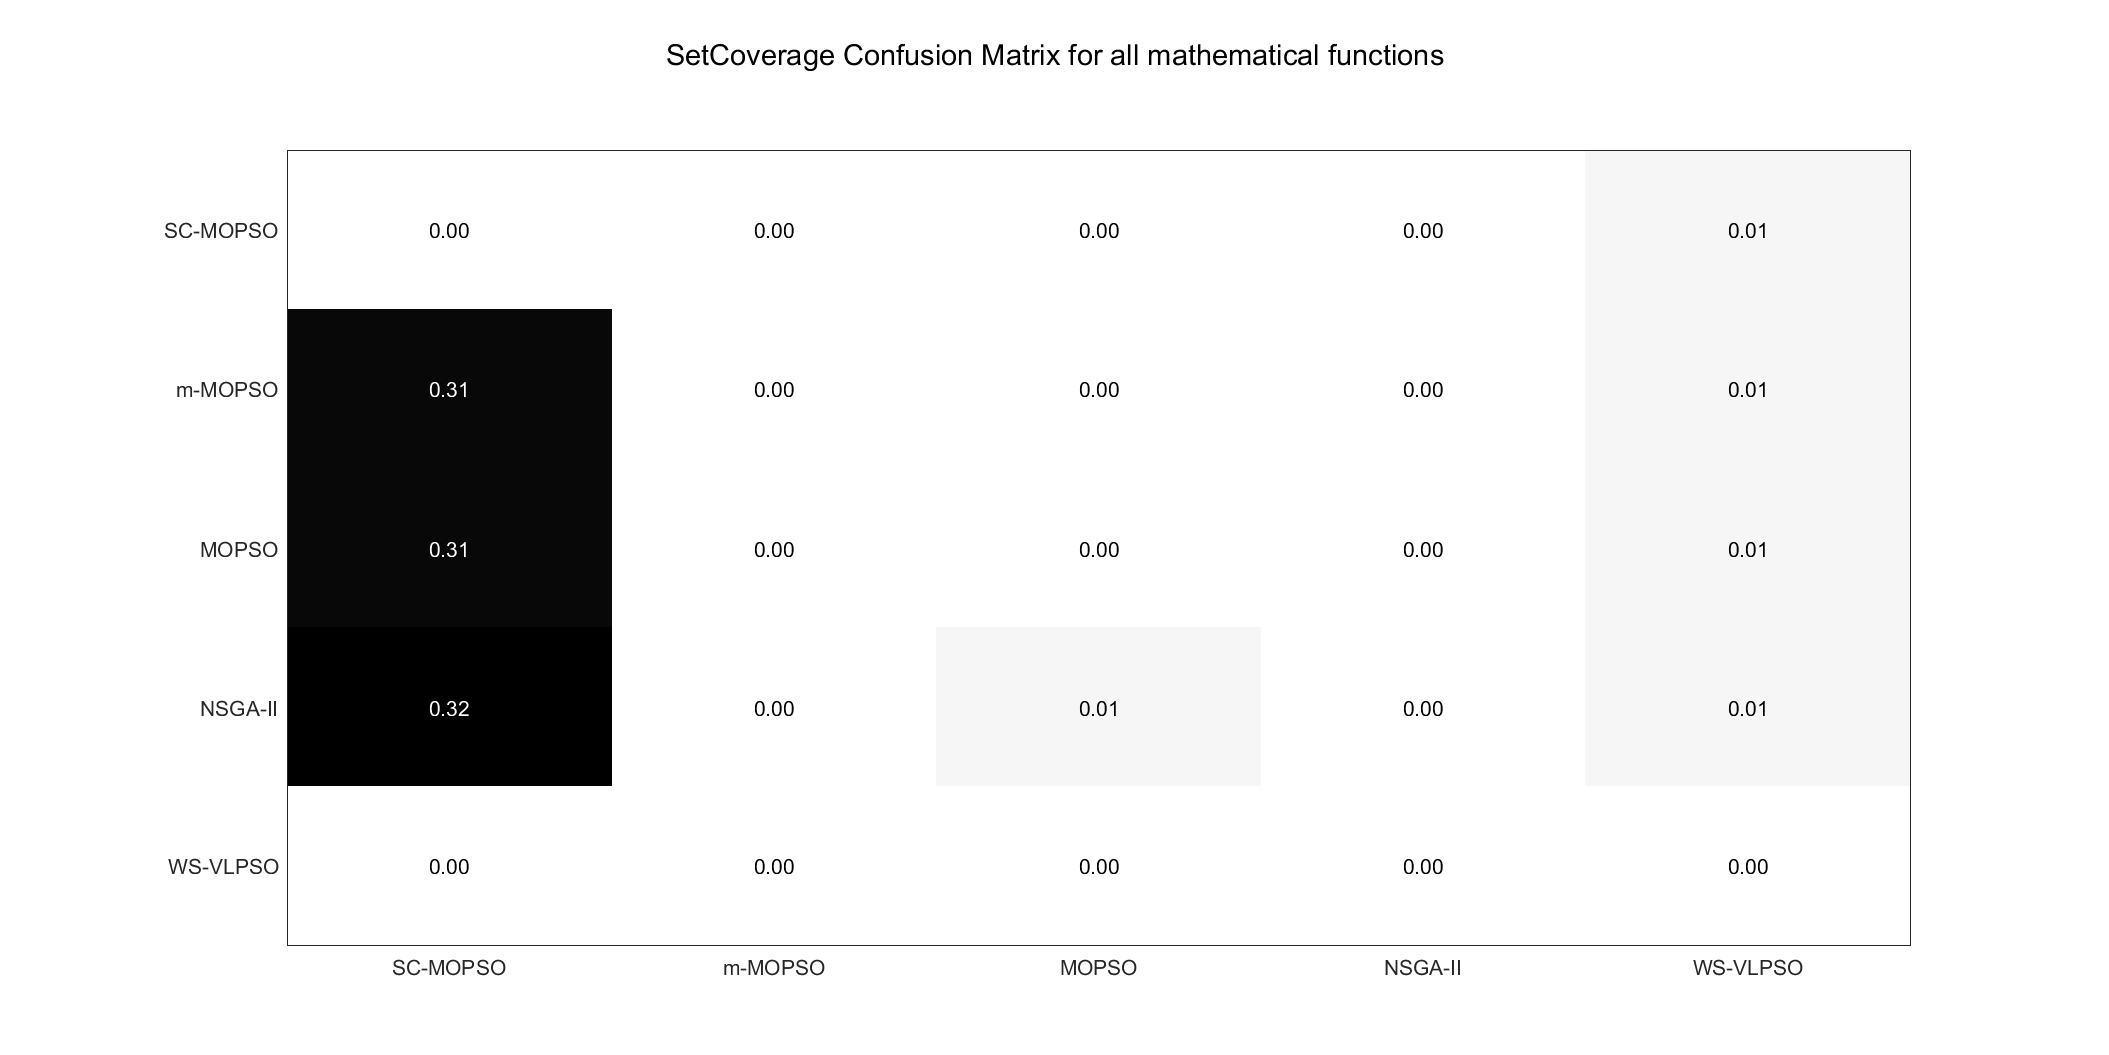 SetCoverage Confusion Matrix for all mathematical functions
SC-MOPSO 0.00 0.00 0.00 0.00 0.01
m-MOPSO 0.31 0.00 0.00 0.00 0.01
MOPSO 0.31 0.00 0.00 0.00 0.01
NSGA-II 0.32 0.00 0.01 0.00 0.01
WS-VLPSO 0.00 0.00 0.00 0.00 0.00
SC-MOPSO m-MOPSO MOPSO NSGA-II WS-VLPSO